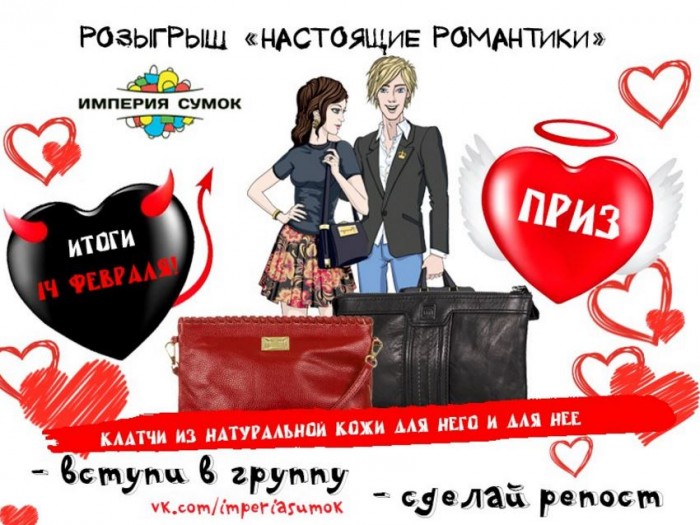 РОЗЫГРЫШ «НАСТОЯЩИЕ РОМАНТИКИ»
ИМПЕРИЯ СУМОК
ИТОГИ
14 ФЕВРАЛЯ!
ПРИЗ
КЛАТЧИ ИЗ НАТУРАЛЬНОЙ КОЖИ ДЛЯ НЕГО И ДЛЯ НЕЕ
- вступи в группу
vk.com/imperiasumok
- сделай репост